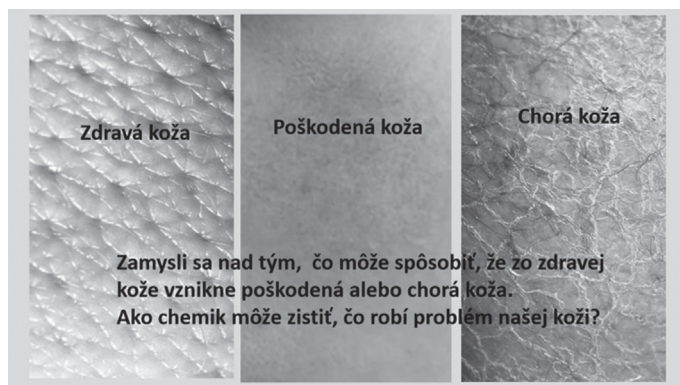 Zdravá koža
Poškodená koža
Chorá koža
Zamysli sa nad tým,  čo môže spôsobiť, že zo zdravej
kože vznikne poškodená alebo chorá koža.
Ako chemik môže zistiť, čo robí problém našej koži?